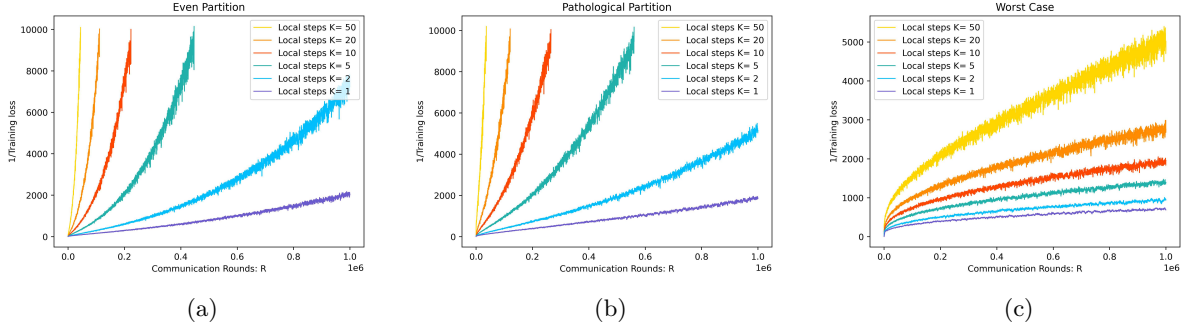 Even Partition
1/Training loss
10000
8000
6000
4000
2000
0
Local steps K= 50
Local steps K= 20
Local steps K= 10
Local steps K= 5
Local steps K= 2
Local steps K= 1
0.0 0.2 0.4 0.6 0.8 1.0
1e6
Communication Rounds: R
(a)
Pathological Partition
1/Training loss
10000
8000
6000
4000
2000
0
Local steps K= 50
Local steps K= 20
Local steps K= 10
Local steps K= 5
Local steps K= 2
Local steps K= 1
0.0 0.2 0.4 0.6 0.8 1.0
1e6
Communication Rounds: R
(b)
Worst Case
1/Training loss
5000
4000
3000
2000
1000
0
Local steps K= 50
Local steps K= 20
Local steps K= 10
Local steps K= 5
Local steps K= 2
Local steps K= 1
0.0 0.2 0.4 0.6 0.8 1.0
1e6
Communication Rounds: R
(c)